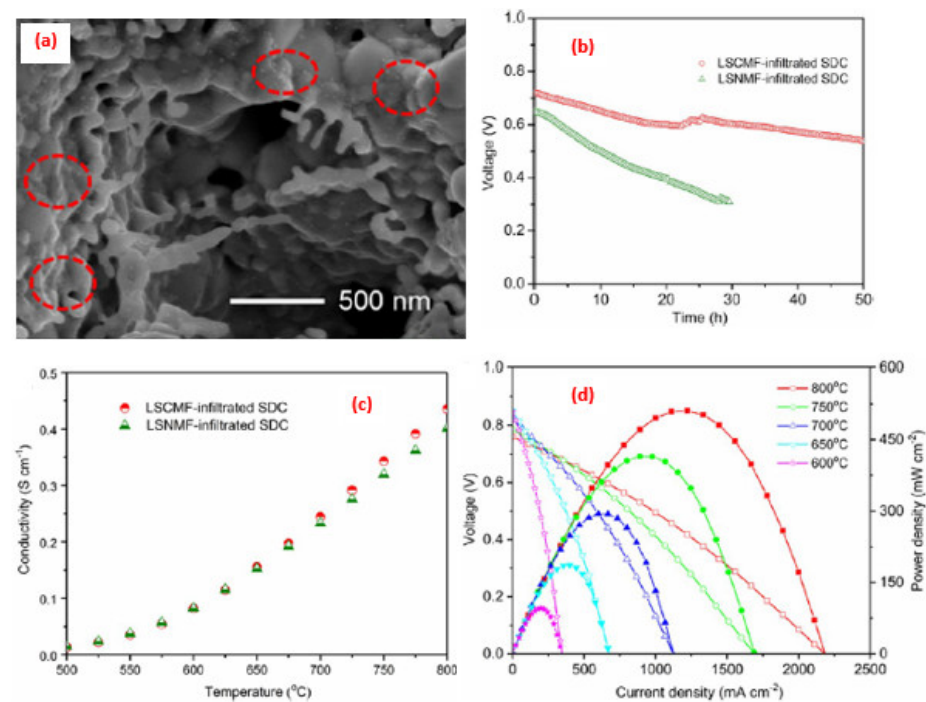 (a)
500 nm
(b)
LSCMF-infiltrated SDC
LSNMF-infiltrated SDC
1.0
0.8
0.6
0.4
0.2
0.0
Voltage (V)
0 10 20 30 40 50
Time (h)
(c)
LSCMF-infiltrated SDC
LSNMF-infiltrated SDC
0.5
0.4
0.3
0.2
0.1
0.0
Conductivity (S cm⁻¹)
500 550 600 650 700 750 800
Temperature (°C)
(d)
800°C
750°C
700°C
650°C
600°C
1.0
0.8
0.6
0.4
0.2
0.0
Voltage (V)
600
450
300
150
0
Power density (mW cm⁻²)
0 500 1000 1500 2000 2500
Current density (mA cm⁻²)